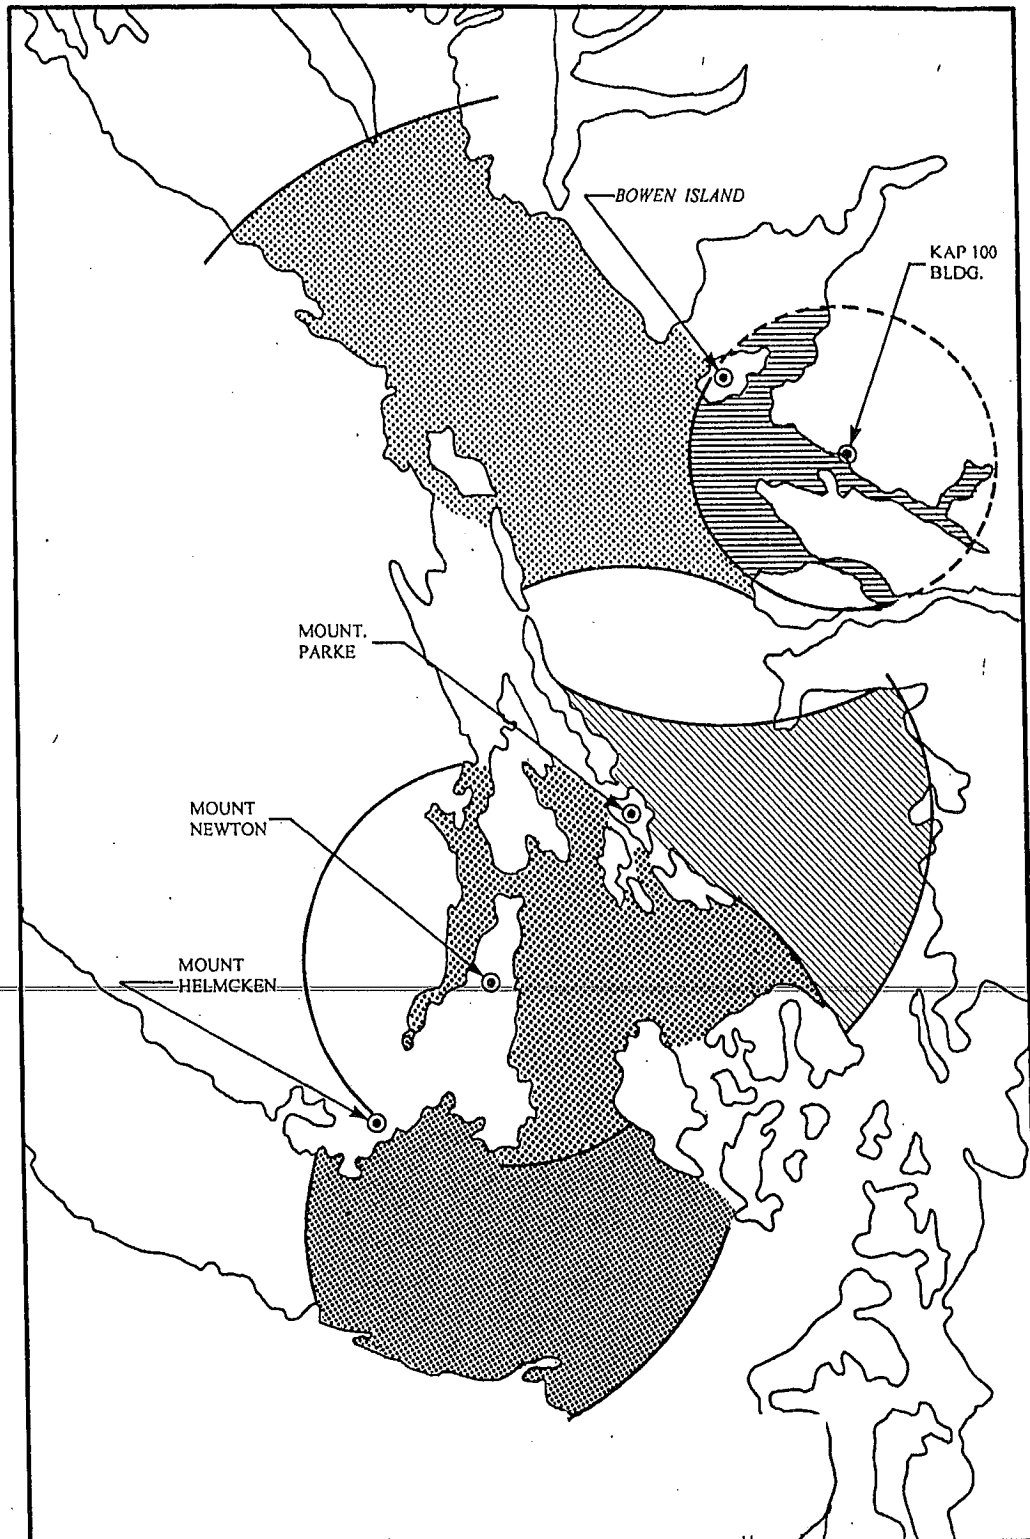 BOWEN ISLAND
KAP 100
BLDG.
MOUNT.
PARKE
MOUNT
NEWTON
MOUNT
HELMCKEN